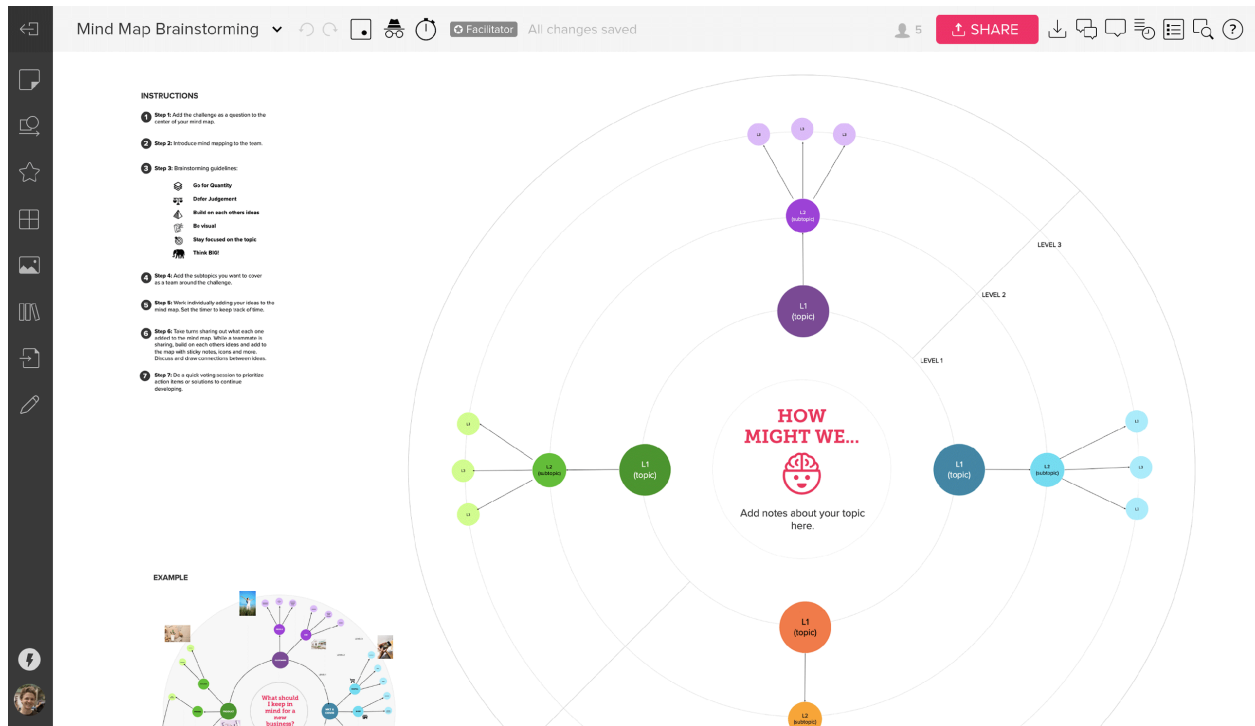 Mind Map Brainstorming
Facilitator
All changes saved
5
SHARE
?
INSTRUCTIONS
1 Step 1: Add the challenge as a question to the
center of your mind map.
2 Step 2: Introduce mind mapping to the team.
3 Step 3: Brainstorming guidelines:
Go for Quantity
Defer Judgement
Build on each others ideas
Be visual
Stay focused on the topic
Think BIG!
4 Step 4: Add the subtopics you want to cover
as a team around the challenge.
5 Step 5: Work individually adding your ideas to the
mind map. Set the timer to keep track of time.
6 Step 6: Take turns sharing out what each one
added to the mind map. While a teammate is
sharing, build on each others ideas and add to
the map with sticky notes, icons and more.
Discuss and draw connections between ideas.
7 Step 7: Do a quick voting session to prioritize
action items or solutions to continue
developing.
L3
L3
L3
L2
(subtopic)
L1
(topic)
LEVEL 3
LEVEL 2
LEVEL 1
HOW
MIGHT WE...
Add notes about your topic
here.
L3
L3
L3
L2
(subtopic)
L1
(topic)
L1
(topic)
L2
(subtopic)
L3
L3
L3
L1
(topic)
L2
(subtopic)
EXAMPLE
What should
I keep in
mind for a
new
business?